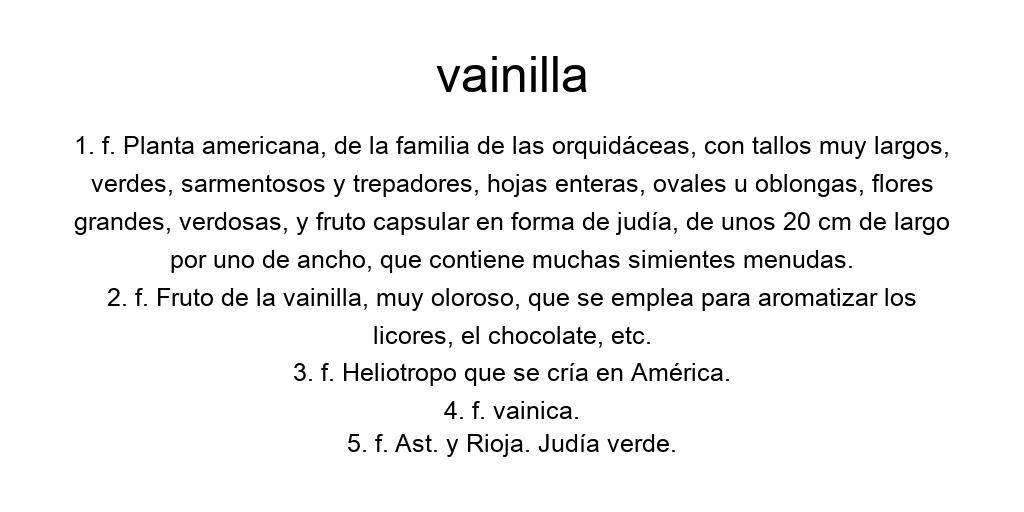 vainilla
1. f. Planta americana, de la familia de las orquidáceas, con tallos muy largos,
verdes, sarmentosos y trepadores, hojas enteras, ovales u oblongas, flores
grandes, verdosas, y fruto capsular en forma de judía, de unos 20 cm de largo
por uno de ancho, que contiene muchas simientes menudas.
2. f. Fruto de la vainilla, muy oloroso, que se emplea para aromatizar los
licores, el chocolate, etc.
3. f. Heliotropo que se cría en América.
4. f. vainica.
5. f. Ast. y Rioja. Judía verde.